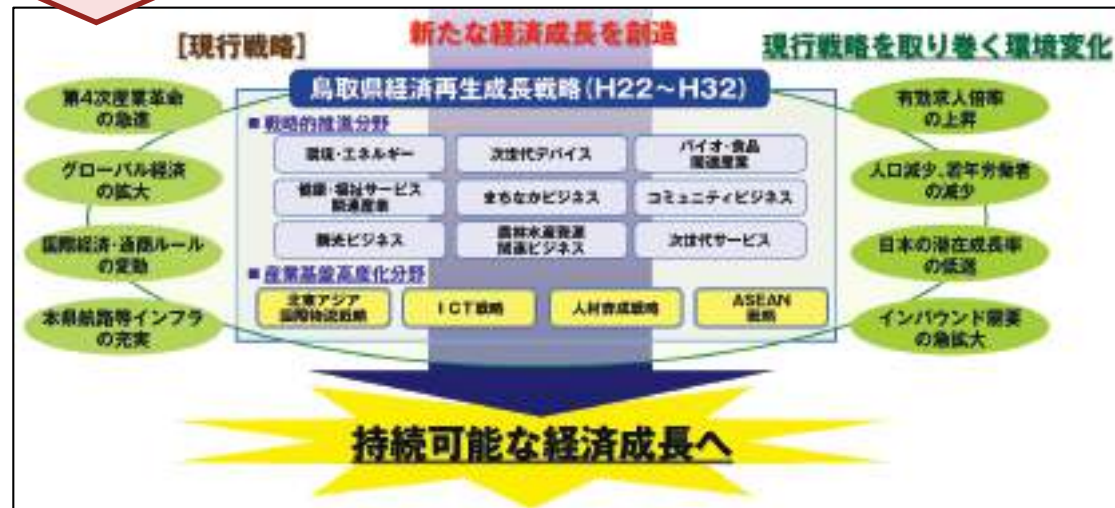 [現行戦略]
新たな経済成長を創造
現行戦略を取り巻く環境変化
鳥取県経済再生成長戦略(H22～H32)
第4次産業革命
の急進
グローバル経済
の拡大
国際経済・通商ルール
の変動
本県航路等インフラ
の充実
■戦略的推進分野
環境・エネルギー
次世代デバイス
バイオ・食品
関連産業
健康・福祉サービス
関連産業
まちなかビジネス
コミュニティビジネス
観光ビジネス
農林水産資源
関連ビジネス
次世代サービス
■産業基盤高度化分野
北東アジア
国際物流戦略
ICT戦略
人材育成戦略
ASEAN
戦略
有効求人倍率
の上昇
人口減少、若年労働者
の減少
日本の潜在成長率
の低迷
インバウンド需要
の急拡大
持続可能な経済成長へ